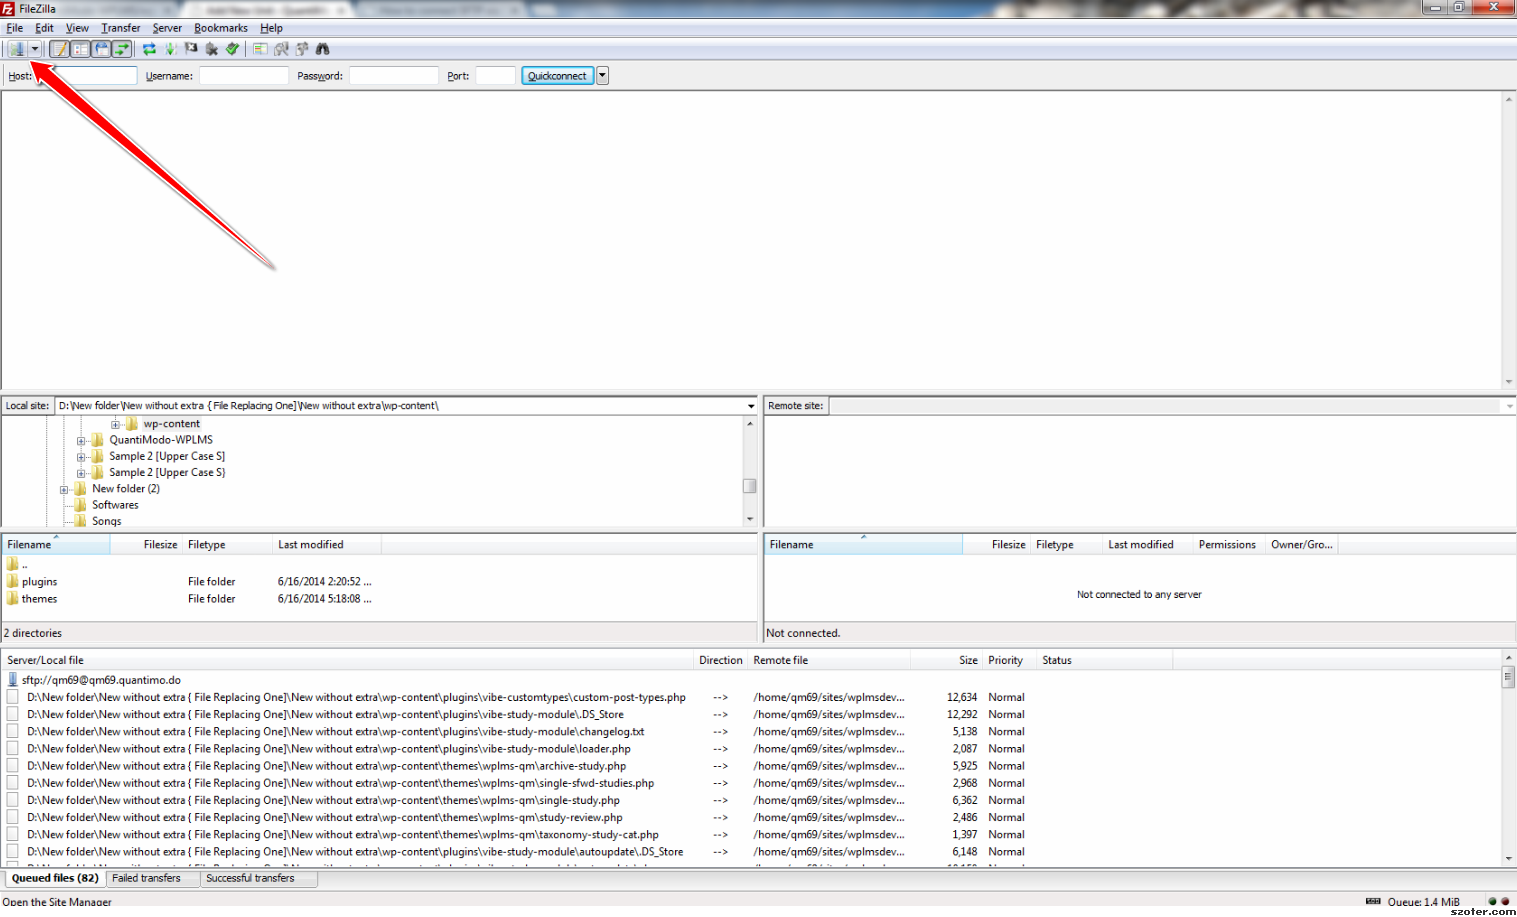 FileZilla
File Edit View Transfer Server Bookmarks Help
Host: Username: Password: Port: Quickconnect
Local site: D:\New folder\New without extra { File Replacing One]\New without extra\wp-content\
Remote site:
wp-content
QuantiModo-WPLMS
Sample 2 [Upper Case S]
Sample 2 [Upper Case S}
New folder (2)
Softwares
Songs
Filename Filesize Filetype Last modified
..
plugins File folder 6/16/2014 2:20:52 ...
themes File folder 6/16/2014 5:18:08 ...
2 directories
Filename Filesize Filetype Last modified Permissions Owner/Gro...
Not connected to any server
Not connected.
Server/Local file Direction Remote file Size Priority Status
sftp://qm69@qm69.quantimo.do
D:\New folder\New without extra { File Replacing One]\New without extra\wp-content\plugins\vibe-customtypes\custom-post-types.php --> /home/qm69/sites/wplmsdev... 12,634 Normal
D:\New folder\New without extra { File Replacing One]\New without extra\wp-content\plugins\vibe-study-module\.DS_Store --> /home/qm69/sites/wplmsdev... 12,292 Normal
D:\New folder\New without extra { File Replacing One]\New without extra\wp-content\plugins\vibe-study-module\changelog.txt --> /home/qm69/sites/wplmsdev... 5,138 Normal
D:\New folder\New without extra { File Replacing One]\New without extra\wp-content\plugins\vibe-study-module\loader.php --> /home/qm69/sites/wplmsdev... 2,087 Normal
D:\New folder\New without extra { File Replacing One]\New without extra\wp-content\themes\wplms-qm\archive-study.php --> /home/qm69/sites/wplmsdev... 5,925 Normal
D:\New folder\New without extra { File Replacing One]\New without extra\wp-content\themes\wplms-qm\single-sfwd-studies.php --> /home/qm69/sites/wplmsdev... 2,968 Normal
D:\New folder\New without extra { File Replacing One]\New without extra\wp-content\themes\wplms-qm\single-study.php --> /home/qm69/sites/wplmsdev... 6,362 Normal
D:\New folder\New without extra { File Replacing One]\New without extra\wp-content\themes\wplms-qm\study-review.php --> /home/qm69/sites/wplmsdev... 2,486 Normal
D:\New folder\New without extra { File Replacing One]\New without extra\wp-content\themes\wplms-qm\taxonomy-study-cat.php --> /home/qm69/sites/wplmsdev... 1,397 Normal
D:\New folder\New without extra { File Replacing One]\New without extra\wp-content\plugins\vibe-study-module\autoupdate\.DS_Store --> /home/qm69/sites/wplmsdev... 6,148 Normal
Queued files (82) Failed transfers Successful transfers
Open the Site Manager Queue: 1.4 MiB
szoter.com